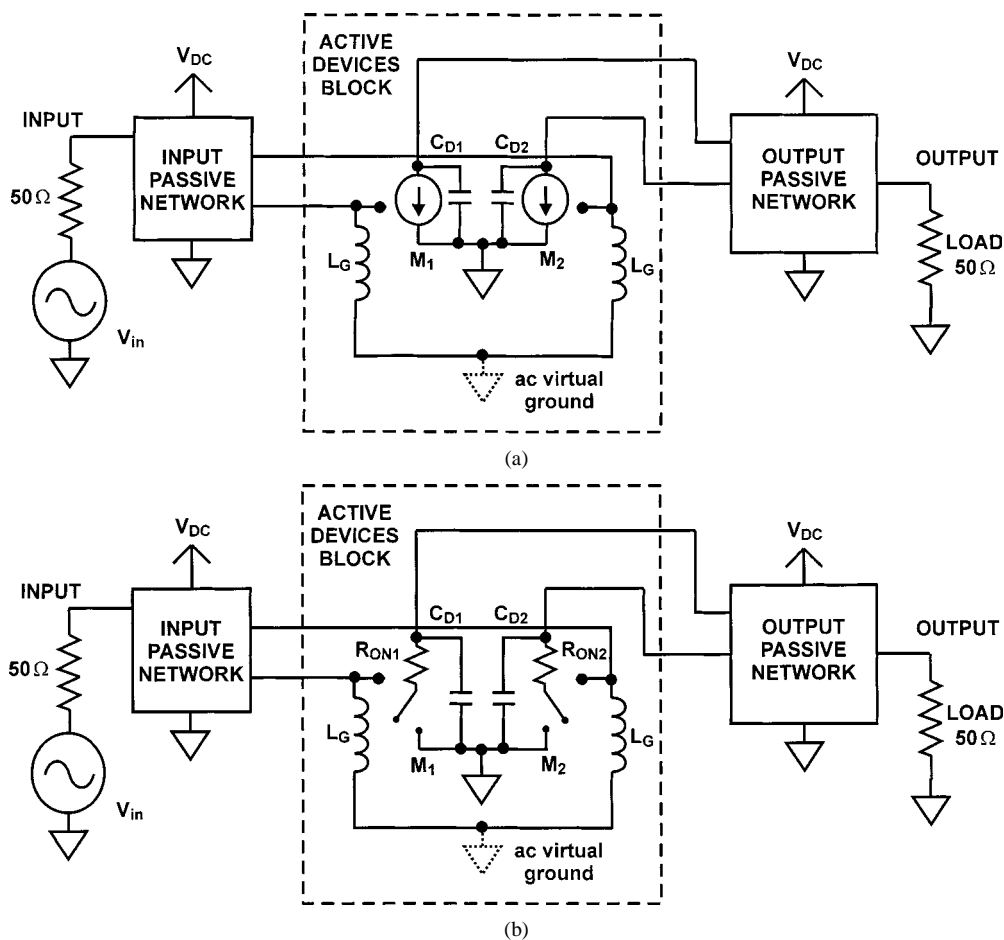 ACTIVE
DEVICES
BLOCK
V_DC
V_DC
INPUT
50Ω
INPUT
PASSIVE
NETWORK
C_D1
C_D2
OUTPUT
PASSIVE
NETWORK
OUTPUT
LOAD
50Ω
L_G
M_1
M_2
L_G
V_in
ac virtual
ground
(a)
ACTIVE
DEVICES
BLOCK
V_DC
V_DC
INPUT
50Ω
INPUT
PASSIVE
NETWORK
C_D1
C_D2
R_ON1
R_ON2
OUTPUT
PASSIVE
NETWORK
OUTPUT
LOAD
50Ω
L_G
M_1
M_2
L_G
V_in
ac virtual
ground
(b)